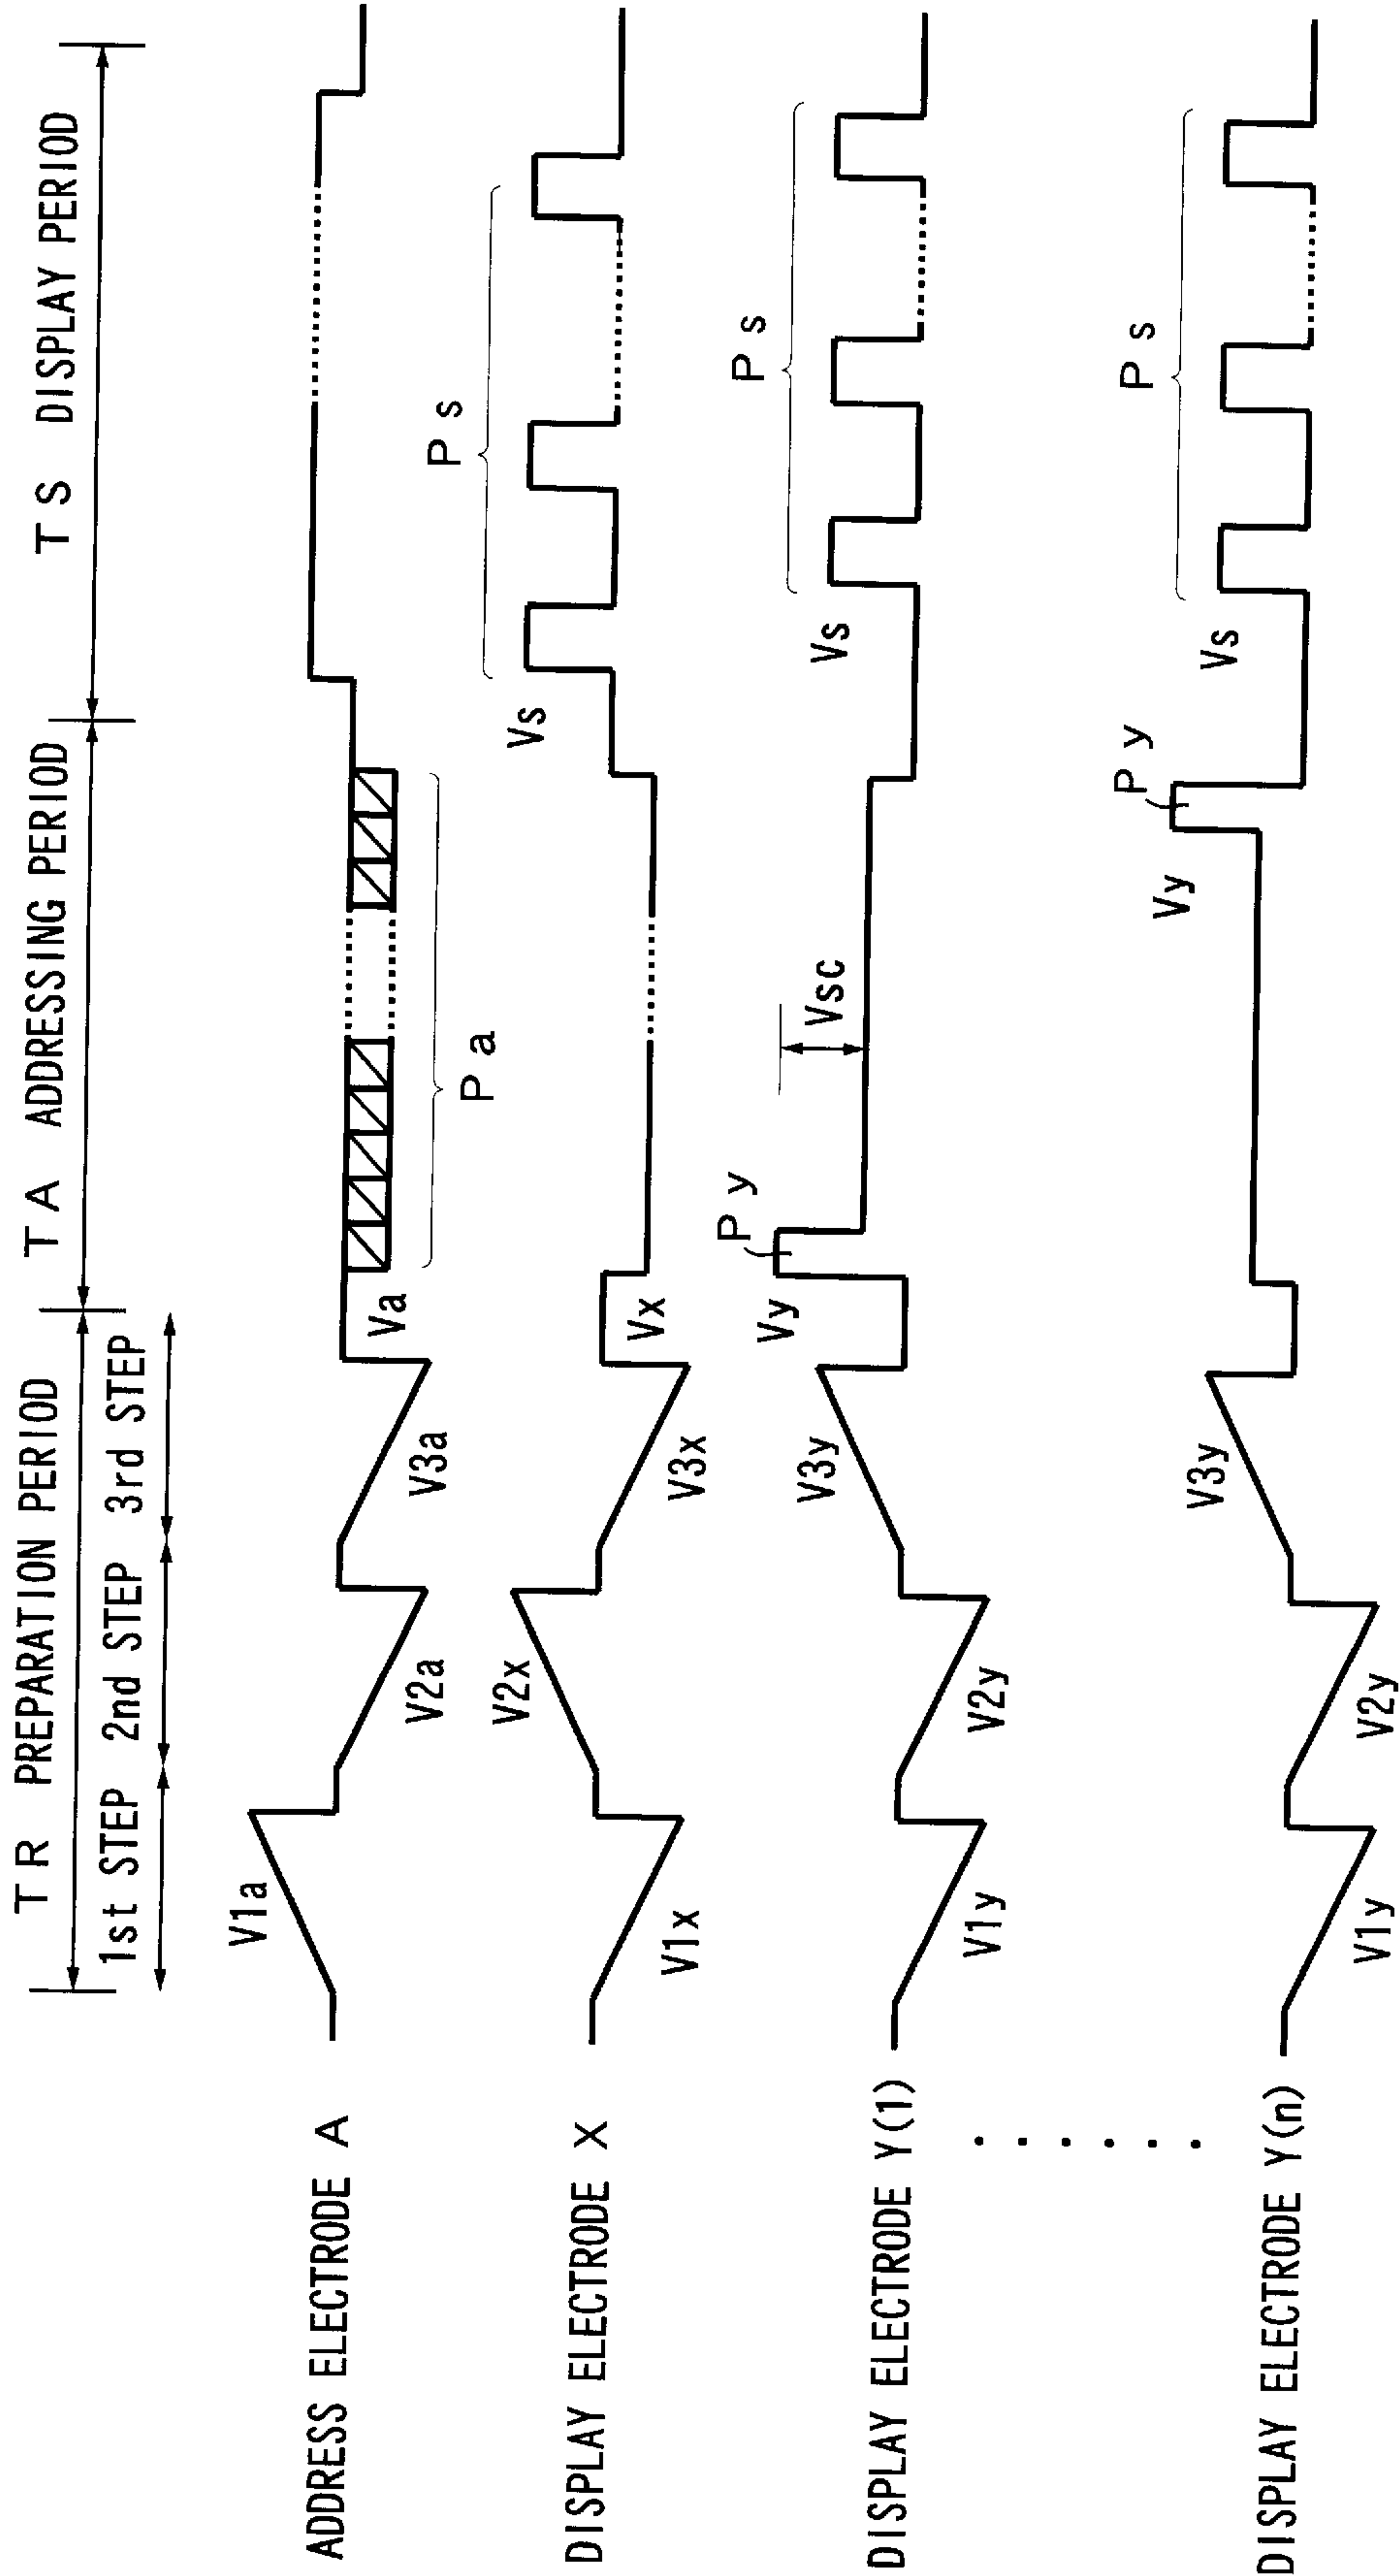 T R PREPARATION PERIOD
T A ADDRESSING PERIOD
T S DISPLAY PERIOD
1st STEP 2nd STEP 3rd STEP
ADDRESS ELECTRODE A
V1a
V2a
V3a
Va
P a
DISPLAY ELECTRODE X
V1x
V2x
V3x
Vx
Vs
P s
DISPLAY ELECTRODE Y(1)
V1y
V2y
V3y
Vy
P y
Vsc
Vs
P s
DISPLAY ELECTRODE Y(n)
V1y
V2y
V3y
Vy
P y
Vs
P s